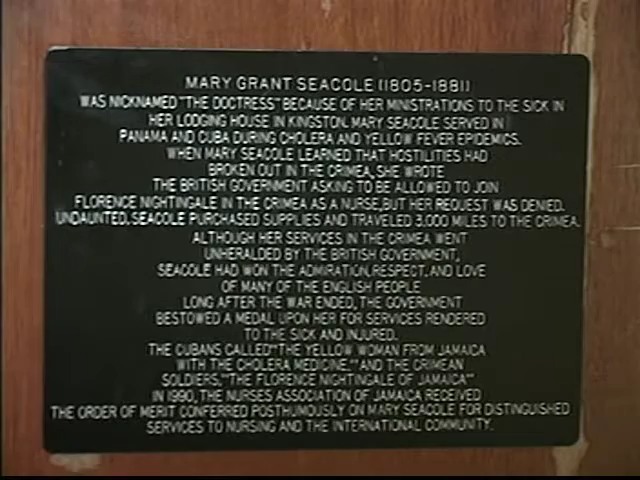 MARY GRANT SEACOLE (1805-1881)
WAS NICKNAMED "THE DOCTRESS" BECAUSE OF HER MINISTRATIONS TO THE SICK IN
HER LODGING HOUSE IN KINGSTON. MARY SEACOLE SERVED IN
PANAMA AND CUBA DURING CHOLERA AND YELLOW FEVER EPIDEMICS.
WHEN MARY SEACOLE LEARNED THAT HOSTILITIES HAD
BROKEN OUT IN THE CRIMEA, SHE WROTE
THE BRITISH GOVERNMENT ASKING TO BE ALLOWED TO JOIN
FLORENCE NIGHTINGALE IN THE CRIMEA AS A NURSE, BUT HER REQUEST WAS DENIED.
UNDAUNTED, SEACOLE PURCHASED SUPPLIES AND TRAVELED 3,000 MILES TO THE CRIMEA.
ALTHOUGH HER SERVICES IN THE CRIMEA WENT
UNHERALDED BY THE BRITISH GOVERNMENT,
SEACOLE HAD WON THE ADMIRATION, RESPECT, AND LOVE
OF MANY OF THE ENGLISH PEOPLE
LONG AFTER THE WAR ENDED, THE GOVERNMENT
BESTOWED A MEDAL UPON HER FOR SERVICES RENDERED
TO THE SICK AND INJURED.
THE CUBANS CALLED "THE YELLOW WOMAN FROM JAMAICA
WITH THE CHOLERA MEDICINE," AND THE CRIMEAN
SOLDIERS, "THE FLORENCE NIGHTINGALE OF JAMAICA"
IN 1990, THE NURSES ASSOCIATION OF JAMAICA RECEIVED
THE ORDER OF MERIT CONFERRED POSTHUMOUSLY ON MARY SEACOLE FOR DISTINGUISHED
SERVICES TO NURSING AND THE INTERNATIONAL COMMUNITY.